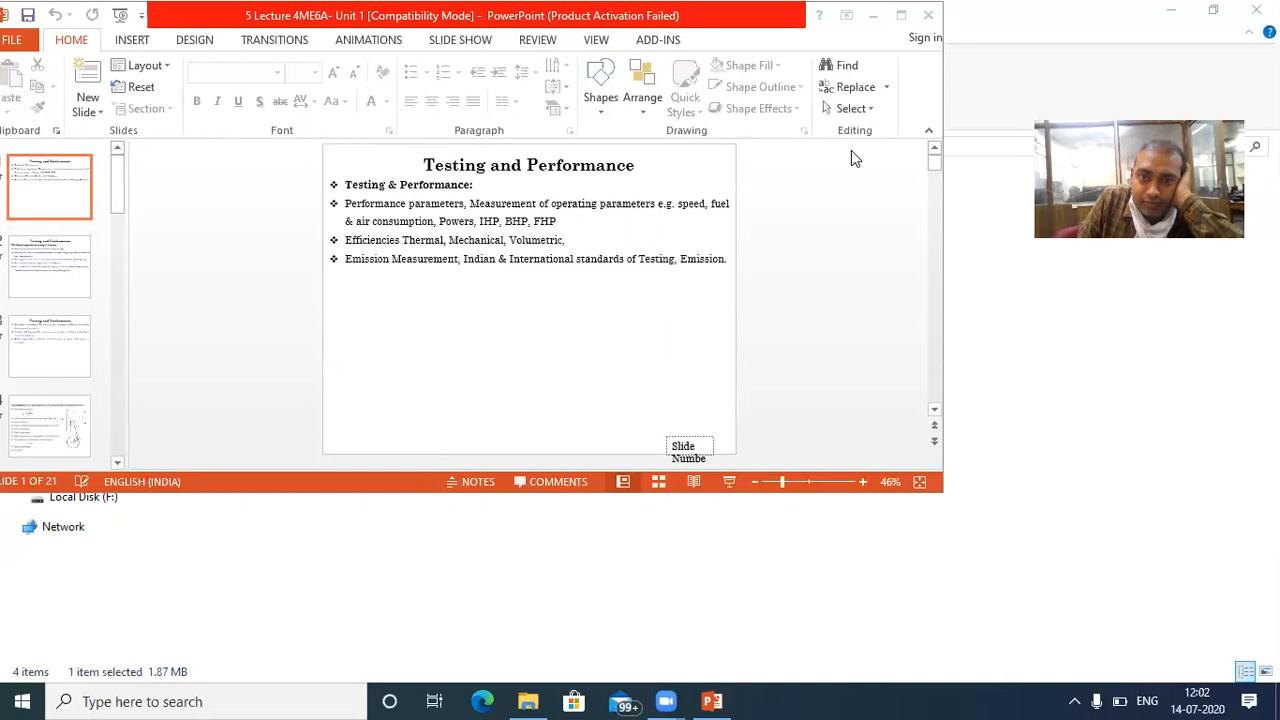 5 Lecture 4ME6A- Unit 1 [Compatibility Mode] - PowerPoint (Product Activation Failed)
FILE HOME INSERT DESIGN TRANSITIONS ANIMATIONS SLIDE SHOW REVIEW VIEW ADD-INS Sign in
aste New Slide Layout Reset Section
Aa Shapes Arrange Quick Styles Shape Fill Shape Outline Shape Effects Find Replace Select
lipboard Slides Font Paragraph Drawing Editing
Testing and Performance
Testing & Performance:
Performance parameters, Measurement of operating parameters e.g. speed, fuel
& air consumption, Powers, IHP, BHP, FHP
Efficiencies Thermal, Mechanical, Volumetric,
Emission Measurement, Indian & International standards of Testing, Emission.
Slide
Numbe
LIDE 1 OF 21 ENGLISH (INDIA) NOTES COMMENTS 46%
Local Disk (F:)
Network
4 items 1 item selected 1.87 MB
Type here to search 99+ ENG 12:02
14-07-2020